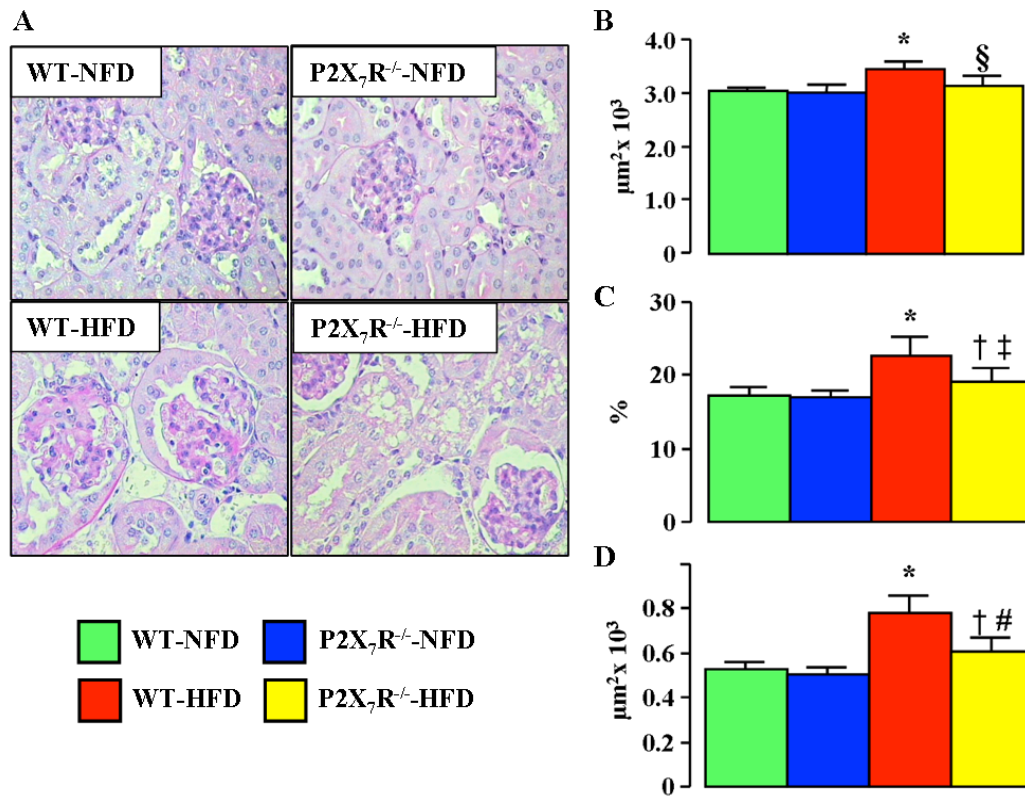 A
WT-NFD
P2X₇R⁻/⁻-NFD
WT-HFD
P2X₇R⁻/⁻-HFD
WT-NFD
P2X₇R⁻/⁻-NFD
WT-HFD
P2X₇R⁻/⁻-HFD
B
µm²x 10³
4.0
3.0
2.0
1.0
0
*
§
C
%
30
20
10
0
*
† ‡
D
µm²x 10³
0.8
0.6
0.4
0.2
0
*
† #